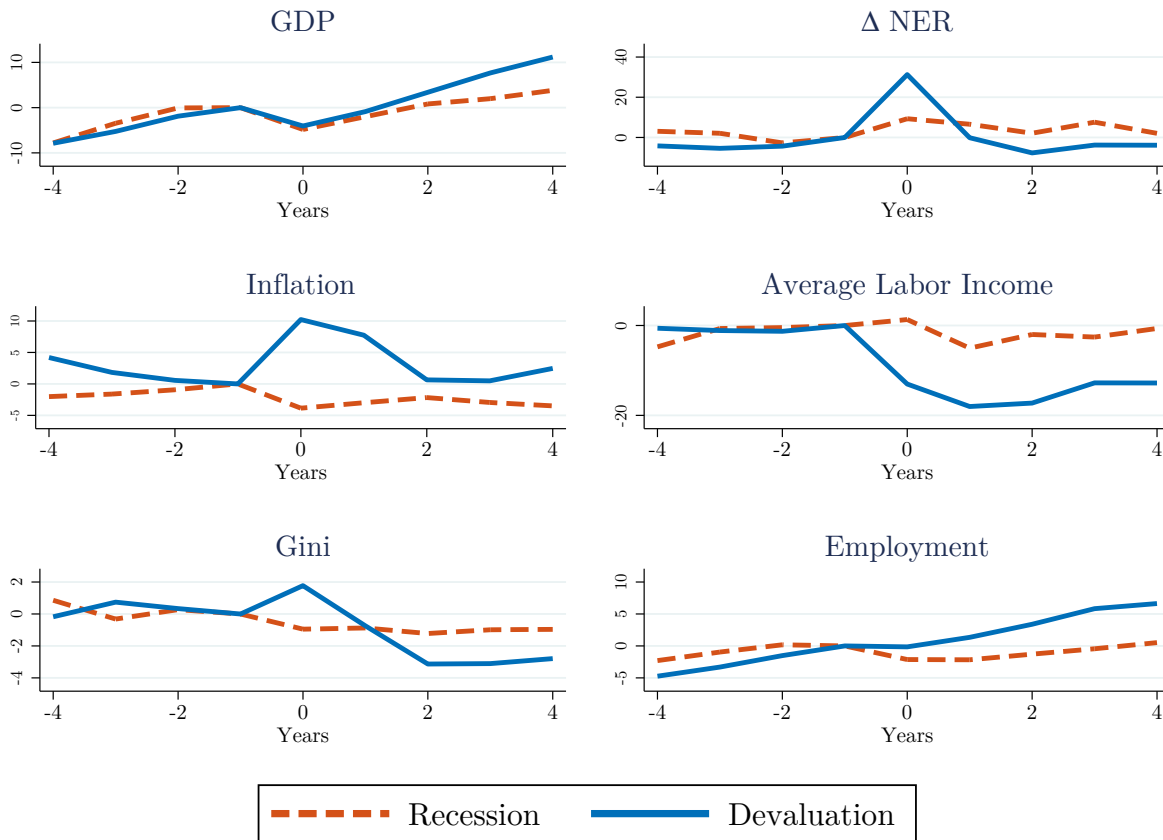 GDP
10
0
-10
-4 -2 0 2 4
Years
Δ NER
40
20
0
-4 -2 0 2 4
Years
Inflation
10
5
0
-5
-4 -2 0 2 4
Years
Average Labor Income
0
-20
-4 -2 0 2 4
Years
Gini
2
0
-2
-4
-4 -2 0 2 4
Years
Employment
10
5
0
-5
-4 -2 0 2 4
Years
Recession Devaluation